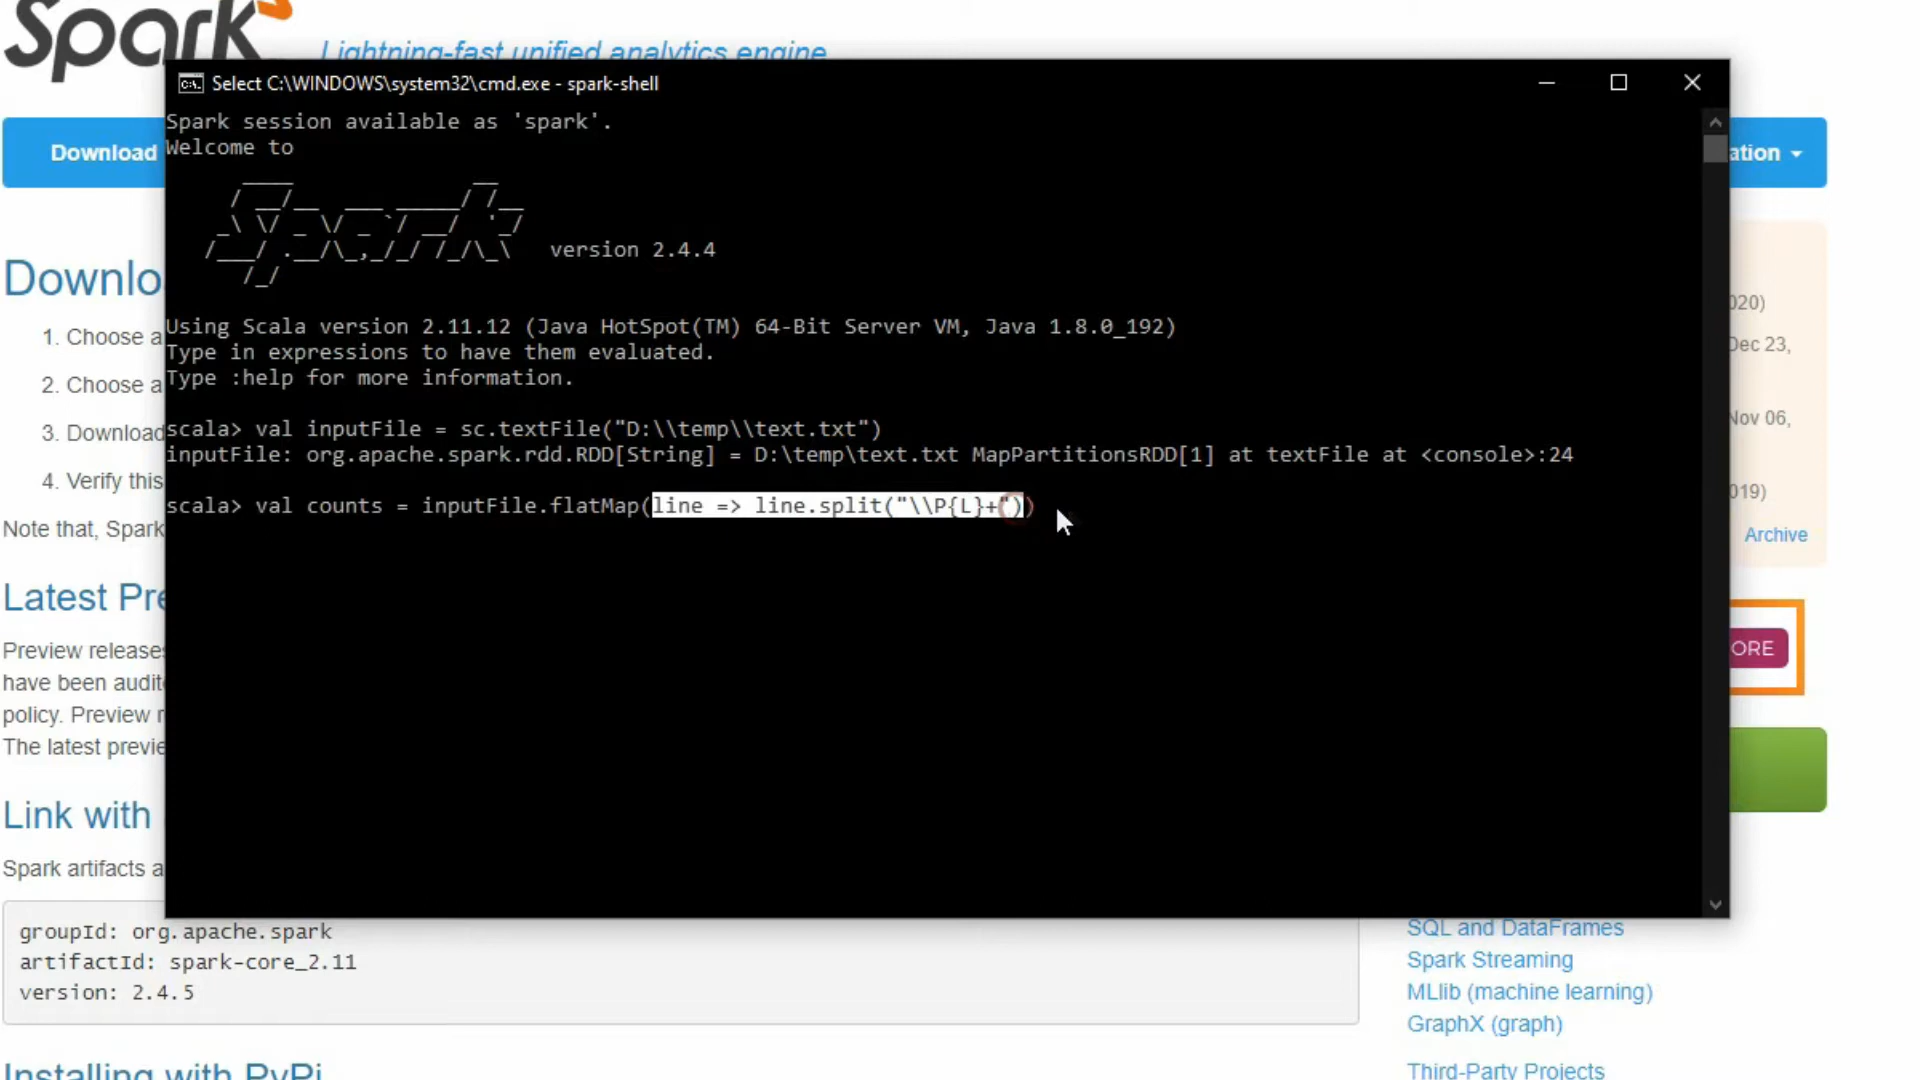 Spark
Lightning-fast unified analytics engine
Select C:\WINDOWS\system32\cmd.exe - spark-shell
Download
ation
Spark session available as 'spark'.
Welcome to
version 2.4.4
Using Scala version 2.11.12 (Java HotSpot(TM) 64-Bit Server VM, Java 1.8.0_192)
Type in expressions to have them evaluated.
Type :help for more information.
scala> val inputFile = sc.textFile("D:\\temp\\text.txt")
inputFile: org.apache.spark.rdd.RDD[String] = D:\temp\text.txt MapPartitionsRDD[1] at textFile at <console>:24
scala> val counts = inputFile.flatMap(line => line.split("\\P{L}+"))
Downlo
1. Choose a
2. Choose a
3. Download
4. Verify this
Note that, Spark
Latest Pre
Preview releases
have been audite
policy. Preview r
The latest previe
Link with
Spark artifacts a
groupId: org.apache.spark
artifactId: spark-core_2.11
version: 2.4.5
Installing with PyPi
020)
Dec 23,
Nov 06,
019)
Archive
ORE
SQL and DataFrames
Spark Streaming
MLlib (machine learning)
GraphX (graph)
Third-Party Projects